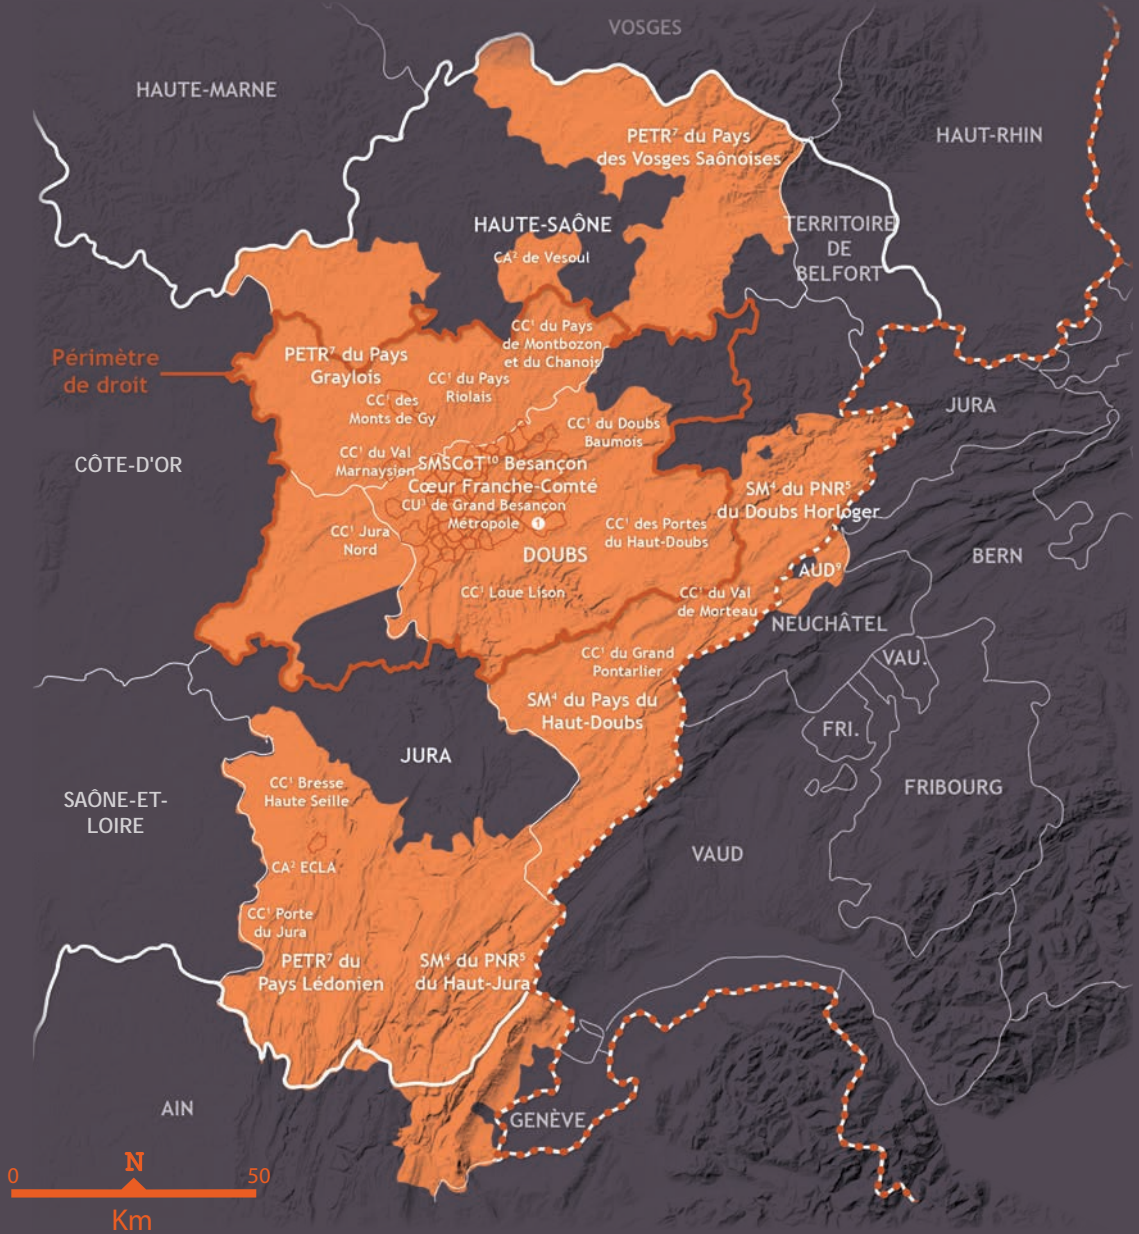 VOSGES
HAUTE-MARNE
HAUT-RHIN
PETR⁷ du Pays
des Vosges Saônoises
HAUTE-SAÔNE
TERRITOIRE
DE
BELFORT
CA² de Vesoul
CC¹ du Pays
de Montbozon
et du Chanois
Périmètre
de droit
PETR⁷ du Pays
Graylois
CC¹ du Pays
Riolais
CC¹ des
Monts de Gy
JURA
CC¹ du Doubs
Baumois
CÔTE-D'OR
CC¹ du Val
Marnaysien
SMSCoT¹⁰ Besançon
Cœur Franche-Comté
CU³ de Grand Besançon
Métropole 1
SM⁴ du PNR⁵
du Doubs Horloger
CC¹ des Portes
du Haut-Doubs
CC¹ Jura
Nord
DOUBS
BERN
AUD⁹
CC¹ Loue Lison
CC¹ du Val
de Morteau
NEUCHÂTEL
CC¹ du Grand
Pontarlier
VAU.
SM⁴ du Pays du
Haut-Doubs
FRI.
JURA
CC¹ Bresse
Haute Seille
SAÔNE-ET-
LOIRE
FRIBOURG
VAUD
CA² ECLA
CC¹ Porte
du Jura
PETR⁷ du
Pays Lédonien
SM⁴ du PNR⁵
du Haut-Jura
AIN
GENÈVE
0 N 50
Km